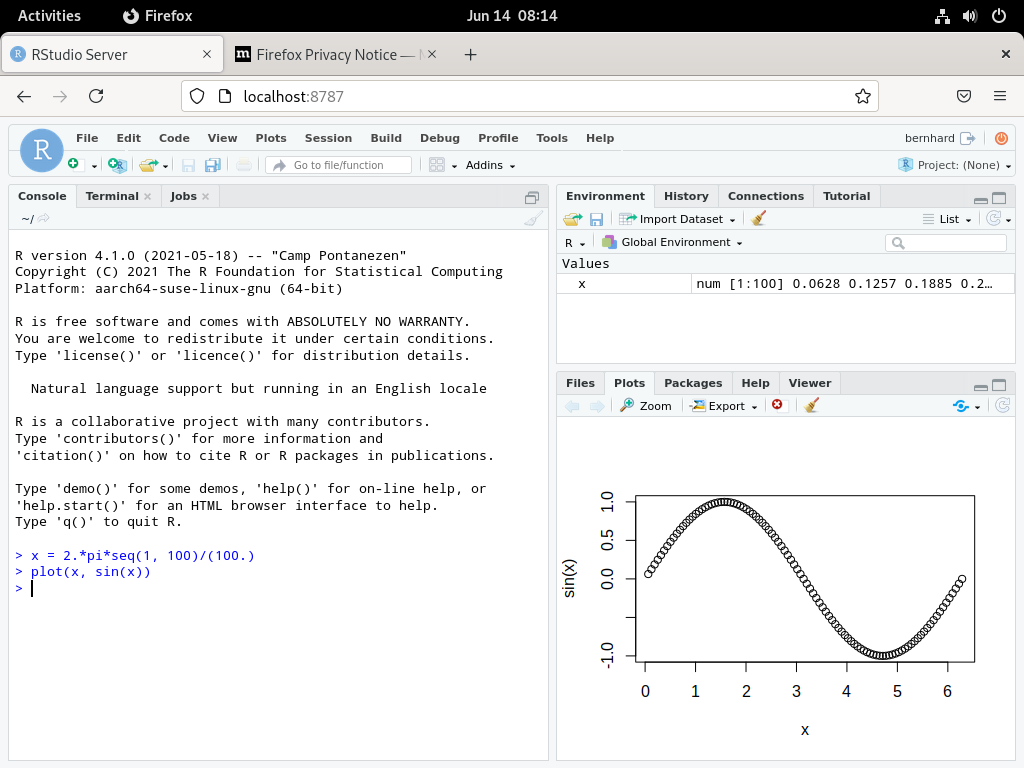 Activities Firefox Jun 14 08:14
RStudio Server
m Firefox Privacy Notice —
localhost:8787
R File Edit Code View Plots Session Build Debug Profile Tools Help bernhard
Go to file/function Addins Project: (None)
Console Terminal Jobs
~/
R version 4.1.0 (2021-05-18) -- "Camp Pontanezen"
Copyright (C) 2021 The R Foundation for Statistical Computing
Platform: aarch64-suse-linux-gnu (64-bit)
R is free software and comes with ABSOLUTELY NO WARRANTY.
You are welcome to redistribute it under certain conditions.
Type 'license()' or 'licence()' for distribution details.
Natural language support but running in an English locale
R is a collaborative project with many contributors.
Type 'contributors()' for more information and
'citation()' on how to cite R or R packages in publications.
Type 'demo()' for some demos, 'help()' for on-line help, or
'help.start()' for an HTML browser interface to help.
Type 'q()' to quit R.
> x = 2.*pi*seq(1, 100)/(100.)
> plot(x, sin(x))
>
Environment History Connections Tutorial
Import Dataset List
R Global Environment
Values
x num [1:100] 0.0628 0.1257 0.1885 0.2…
Files Plots Packages Help Viewer
Zoom Export
1.0
0.5
0.0
-1.0
sin(x)
0 1 2 3 4 5 6
x